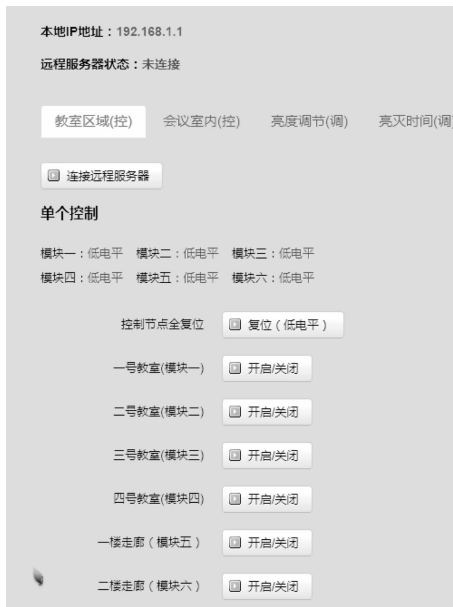 本地IP地址：192.168.1.1
远程服务器状态：未连接
教室区域(控) 会议室内(控) 亮度调节(调) 亮灭时间(调
连接远程服务器
单个控制
模块一：低电平 模块二：低电平 模块三：低电平
模块四：低电平 模块五：低电平 模块六：低电平
控制节点全复位 复位（低电平）
一号教室(模块一) 开启/关闭
二号教室(模块二) 开启/关闭
三号教室(模块三) 开启/关闭
四号教室(模块四) 开启/关闭
一楼走廊（模块五） 开启/关闭
二楼走廊（模块六） 开启/关闭